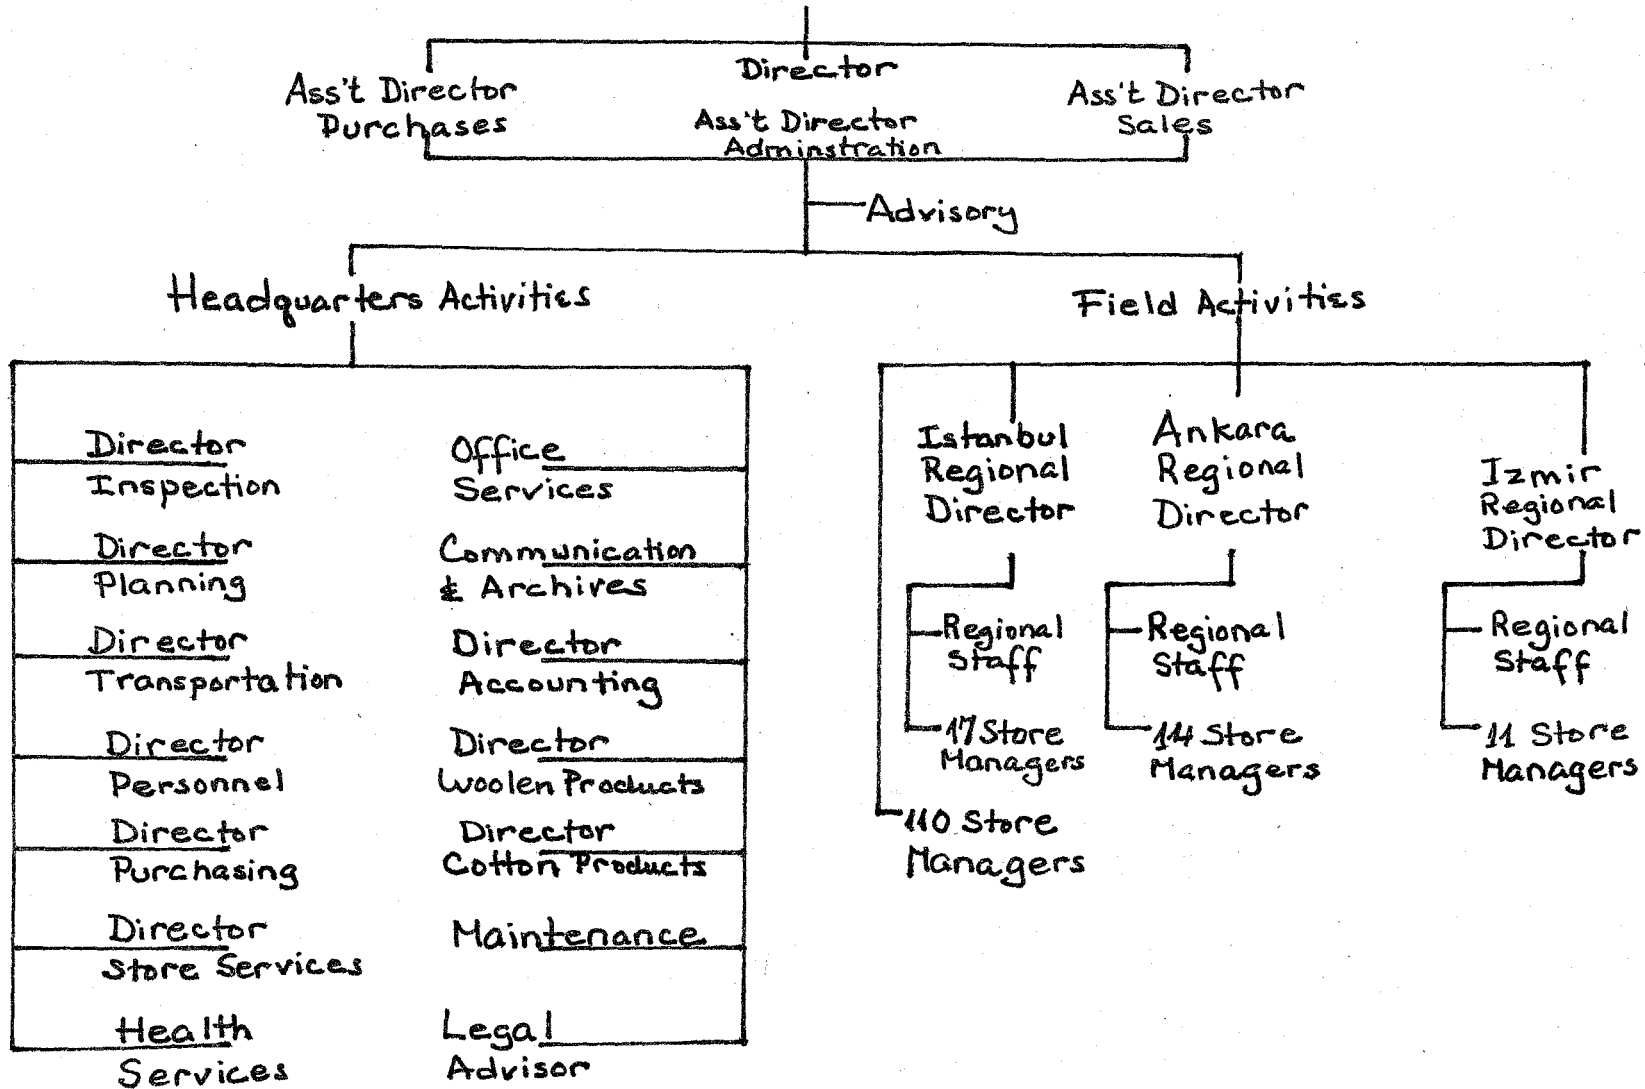 Director
Ass't Director
Purchases
Ass't Director
Adminstration
Ass't Director
Sales
Advisory
Headquarters Activities
Field Activities
Director
Inspection
Director
Planning
Director
Transportation
Director
Personnel
Director
Purchasing
Director
Store Services
Health
Services
Office
Services
Communication
& Archives
Director
Accounting
Director
Woolen Products
Director
Cotton Products
Maintenance
Legal
Advisor
Istanbul
Regional
Director
Regional
Staff
17 Store
Managers
110 Store
Managers
Ankara
Regional
Director
Regional
Staff
14 Store
Managers
Izmir
Regional
Director
Regional
Staff
11 Store
Managers